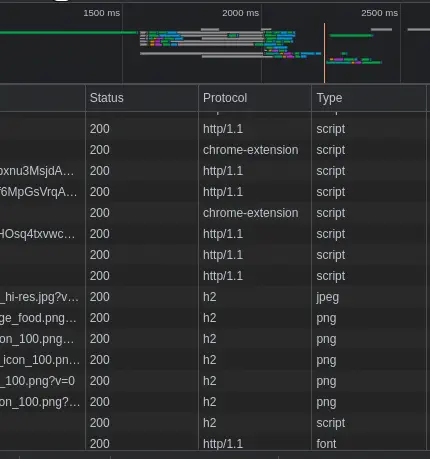 1500 ms 2000 ms 2500 ms
Status Protocol Type
200 http/1.1 script
200 chrome-extension script
oxnu3MsjdA... 200 http/1.1 script
f6MpGsVrqA... 200 http/1.1 script
200 chrome-extension script
HOsq4txvwc... 200 http/1.1 script
200 http/1.1 script
200 http/1.1 script
_hi-res.jpg?v... 200 h2 jpeg
ge_food.png... 200 h2 png
on_100.png... 200 h2 png
_icon_100.pn... 200 h2 png
_100.png?v=0 200 h2 png
on_100.png?... 200 h2 png
200 h2 script
200 http/1.1 font